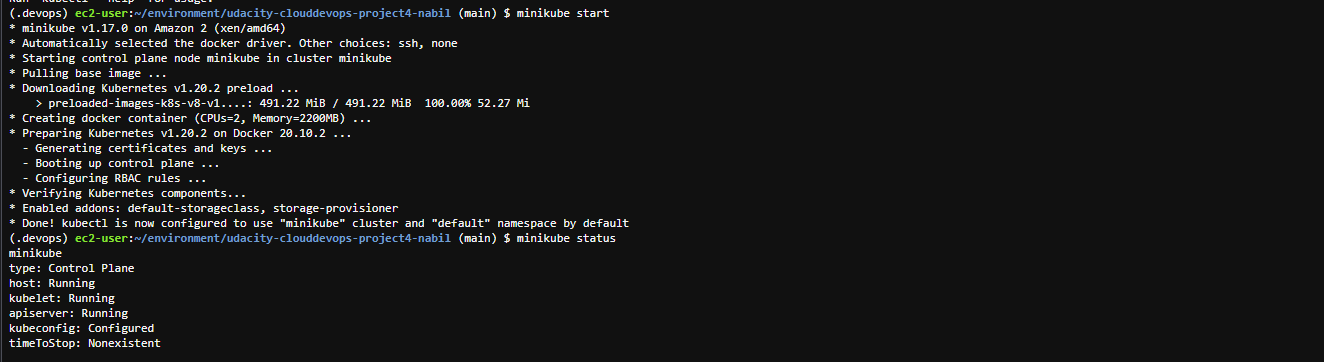 (.devops) ec2-user:~/environment/udacity-clouddevops-project4-nabil (main) $ minikube start
* minikube v1.17.0 on Amazon 2 (xen/amd64)
* Automatically selected the docker driver. Other choices: ssh, none
* Starting control plane node minikube in cluster minikube
* Pulling base image ...
* Downloading Kubernetes v1.20.2 preload ...
    > preloaded-images-k8s-v8-v1....: 491.22 MiB / 491.22 MiB  100.00% 52.27 Mi
* Creating docker container (CPUs=2, Memory=2200MB) ...
* Preparing Kubernetes v1.20.2 on Docker 20.10.2 ...
  - Generating certificates and keys ...
  - Booting up control plane ...
  - Configuring RBAC rules ...
* Verifying Kubernetes components...
* Enabled addons: default-storageclass, storage-provisioner
* Done! kubectl is now configured to use "minikube" cluster and "default" namespace by default
(.devops) ec2-user:~/environment/udacity-clouddevops-project4-nabil (main) $ minikube status
minikube
type: Control Plane
host: Running
kubelet: Running
apiserver: Running
kubeconfig: Configured
timeToStop: Nonexistent